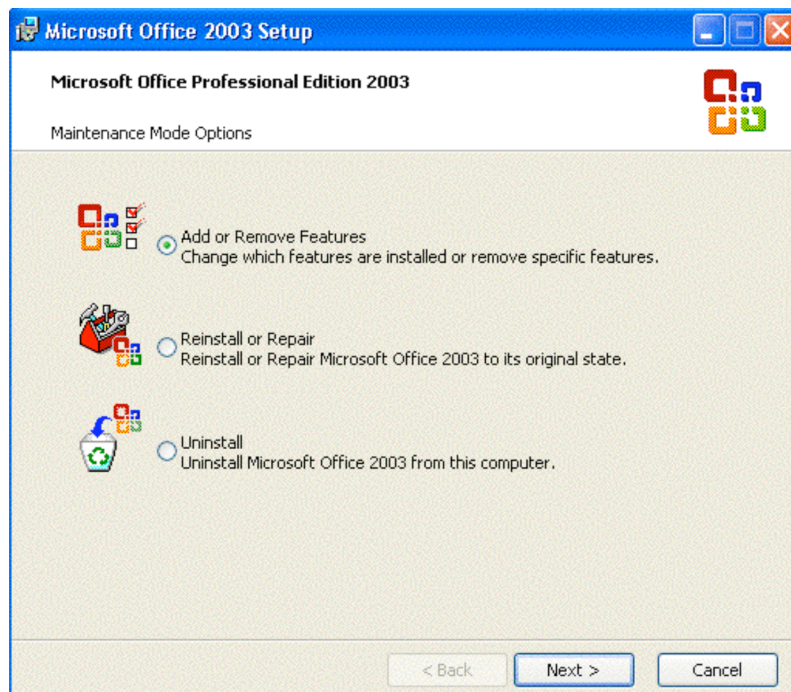 Microsoft Office 2003 Setup
Microsoft Office Professional Edition 2003
Maintenance Mode Options
Add or Remove Features
Change which features are installed or remove specific features.
Reinstall or Repair
Reinstall or Repair Microsoft Office 2003 to its original state.
Uninstall
Uninstall Microsoft Office 2003 from this computer.
< Back
Next >
Cancel